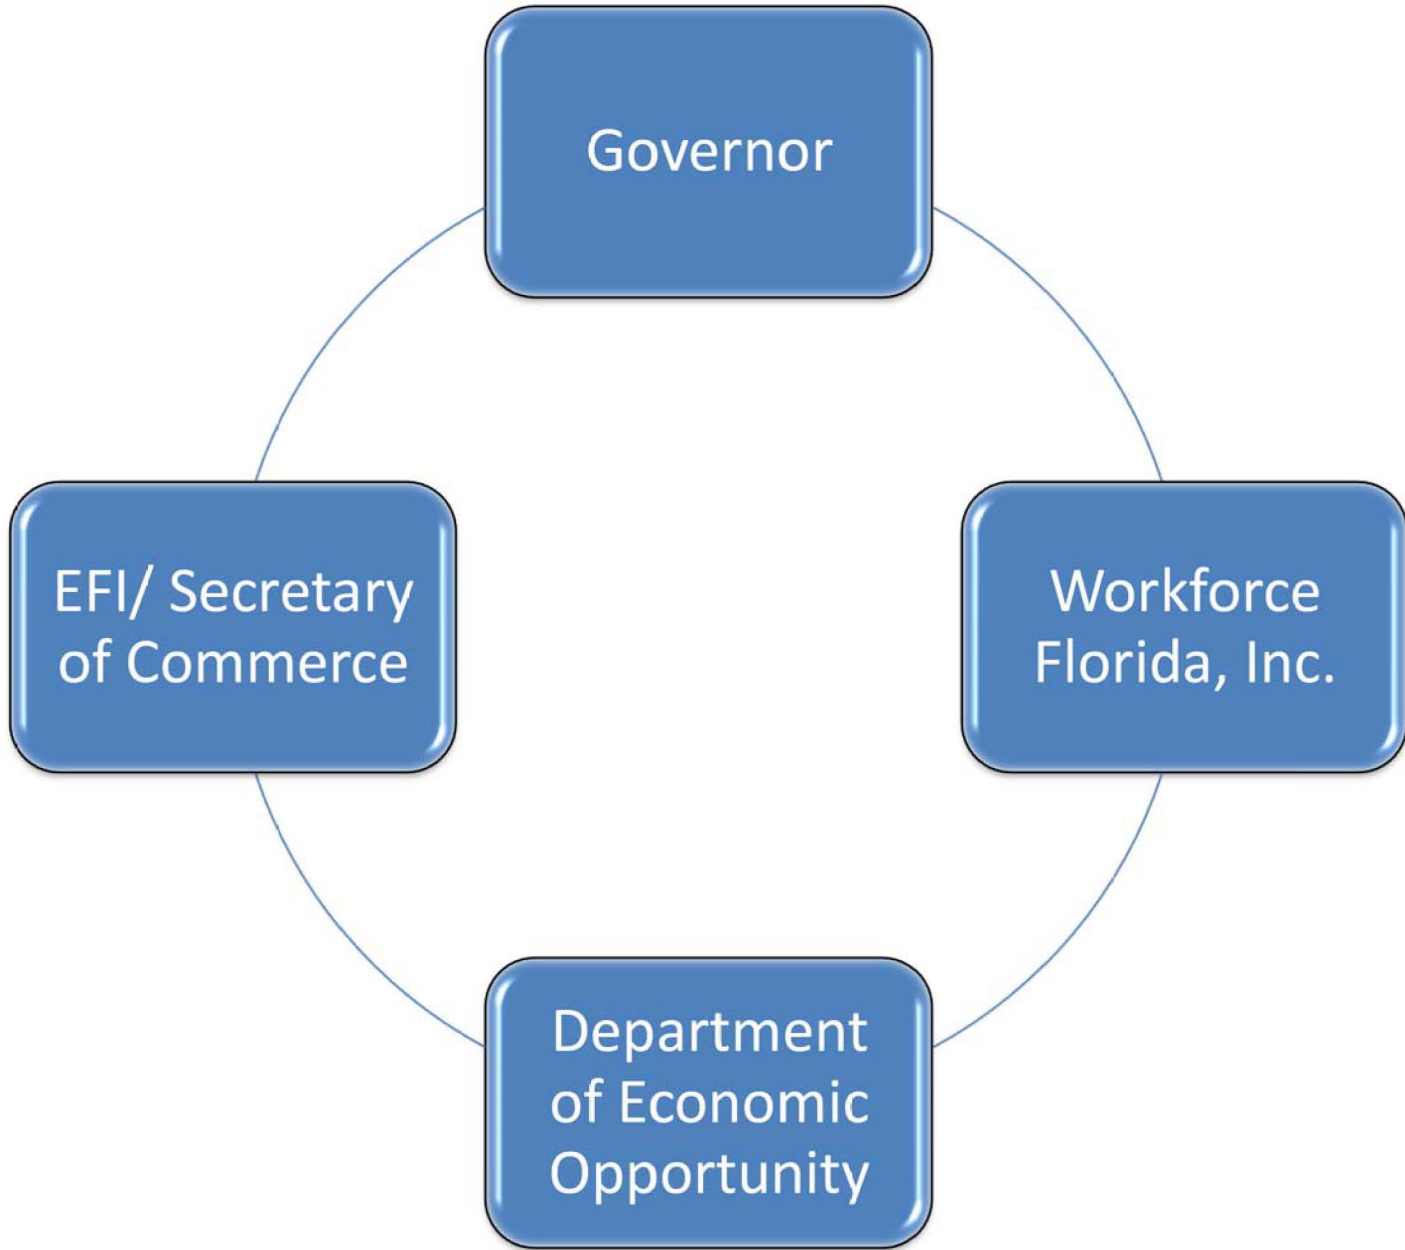 Governor
EFI/ Secretary
of Commerce
Workforce
Florida, Inc.
Department
of Economic
Opportunity